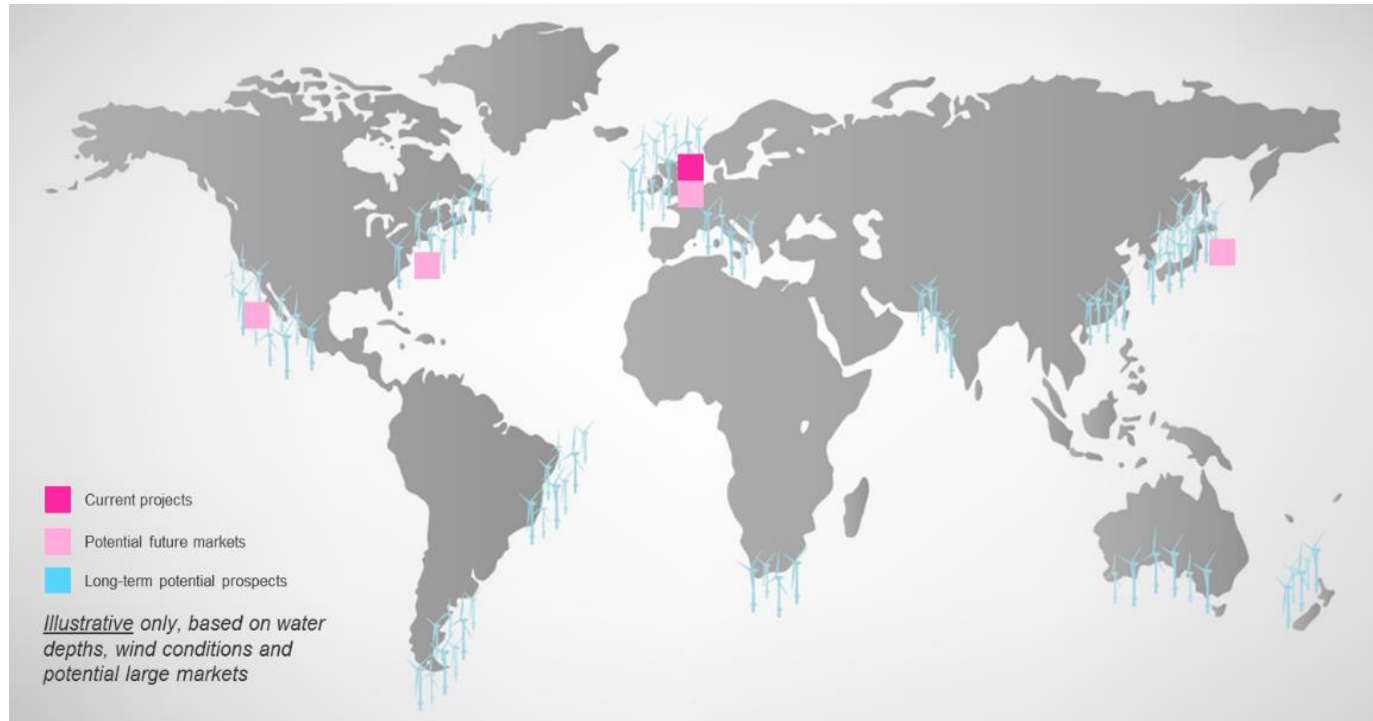 Current projects
Potential future markets
Long-term potential prospects
Illustrative only, based on water
depths, wind conditions and
potential large markets